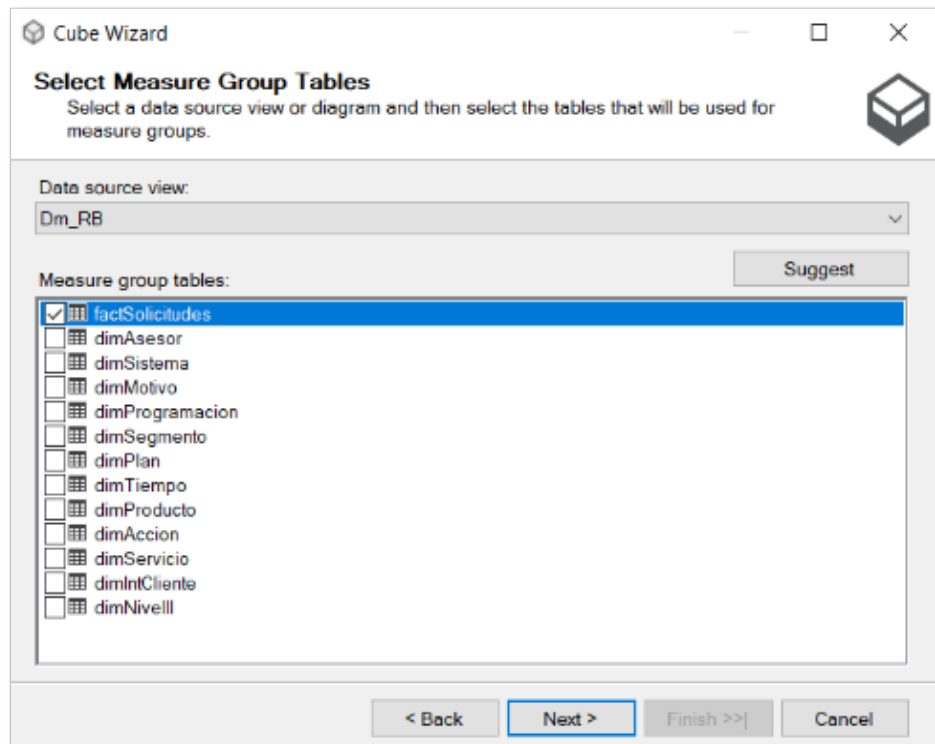 Cube Wizard
Select Measure Group Tables
Select a data source view or diagram and then select the tables that will be used for
measure groups.
Data source view:
Dm_RB
Suggest
Measure group tables:
factSolicitudes
dimAsesor
dimSistema
dimMotivo
dimProgramacion
dimSegmento
dimPlan
dimTiempo
dimProducto
dimAccion
dimServicio
dimIntCliente
dimNivelII
< Back Next > Finish >>| Cancel